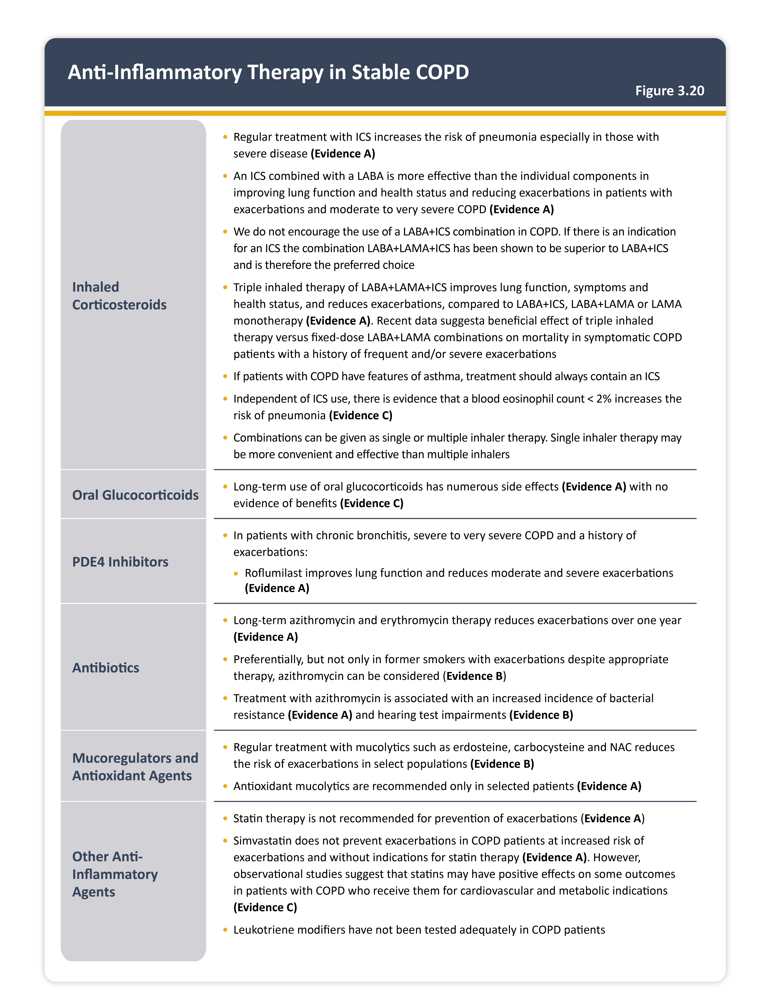 Anti-Inflammatory Therapy in Stable COPD
Figure 3.20
Inhaled
Corticosteroids
• Regular treatment with ICS increases the risk of pneumonia especially in those with
severe disease (Evidence A)
• An ICS combined with a LABA is more effective than the individual components in
improving lung function and health status and reducing exacerbations in patients with
exacerbations and moderate to very severe COPD (Evidence A)
• We do not encourage the use of a LABA+ICS combination in COPD. If there is an indication
for an ICS the combination LABA+LAMA+ICS has been shown to be superior to LABA+ICS
and is therefore the preferred choice
• Triple inhaled therapy of LABA+LAMA+ICS improves lung function, symptoms and
health status, and reduces exacerbations, compared to LABA+ICS, LABA+LAMA or LAMA
monotherapy (Evidence A). Recent data suggesta beneficial effect of triple inhaled
therapy versus fixed-dose LABA+LAMA combinations on mortality in symptomatic COPD
patients with a history of frequent and/or severe exacerbations
• If patients with COPD have features of asthma, treatment should always contain an ICS
• Independent of ICS use, there is evidence that a blood eosinophil count < 2% increases the
risk of pneumonia (Evidence C)
• Combinations can be given as single or multiple inhaler therapy. Single inhaler therapy may
be more convenient and effective than multiple inhalers
Oral Glucocorticoids
• Long-term use of oral glucocorticoids has numerous side effects (Evidence A) with no
evidence of benefits (Evidence C)
PDE4 Inhibitors
• In patients with chronic bronchitis, severe to very severe COPD and a history of
exacerbations:
▪ Roflumilast improves lung function and reduces moderate and severe exacerbations
(Evidence A)
Antibiotics
• Long-term azithromycin and erythromycin therapy reduces exacerbations over one year
(Evidence A)
• Preferentially, but not only in former smokers with exacerbations despite appropriate
therapy, azithromycin can be considered (Evidence B)
• Treatment with azithromycin is associated with an increased incidence of bacterial
resistance (Evidence A) and hearing test impairments (Evidence B)
Mucoregulators and
Antioxidant Agents
• Regular treatment with mucolytics such as erdosteine, carbocysteine and NAC reduces
the risk of exacerbations in select populations (Evidence B)
• Antioxidant mucolytics are recommended only in selected patients (Evidence A)
Other Anti-
Inflammatory
Agents
• Statin therapy is not recommended for prevention of exacerbations (Evidence A)
• Simvastatin does not prevent exacerbations in COPD patients at increased risk of
exacerbations and without indications for statin therapy (Evidence A). However,
observational studies suggest that statins may have positive effects on some outcomes
in patients with COPD who receive them for cardiovascular and metabolic indications
(Evidence C)
• Leukotriene modifiers have not been tested adequately in COPD patients